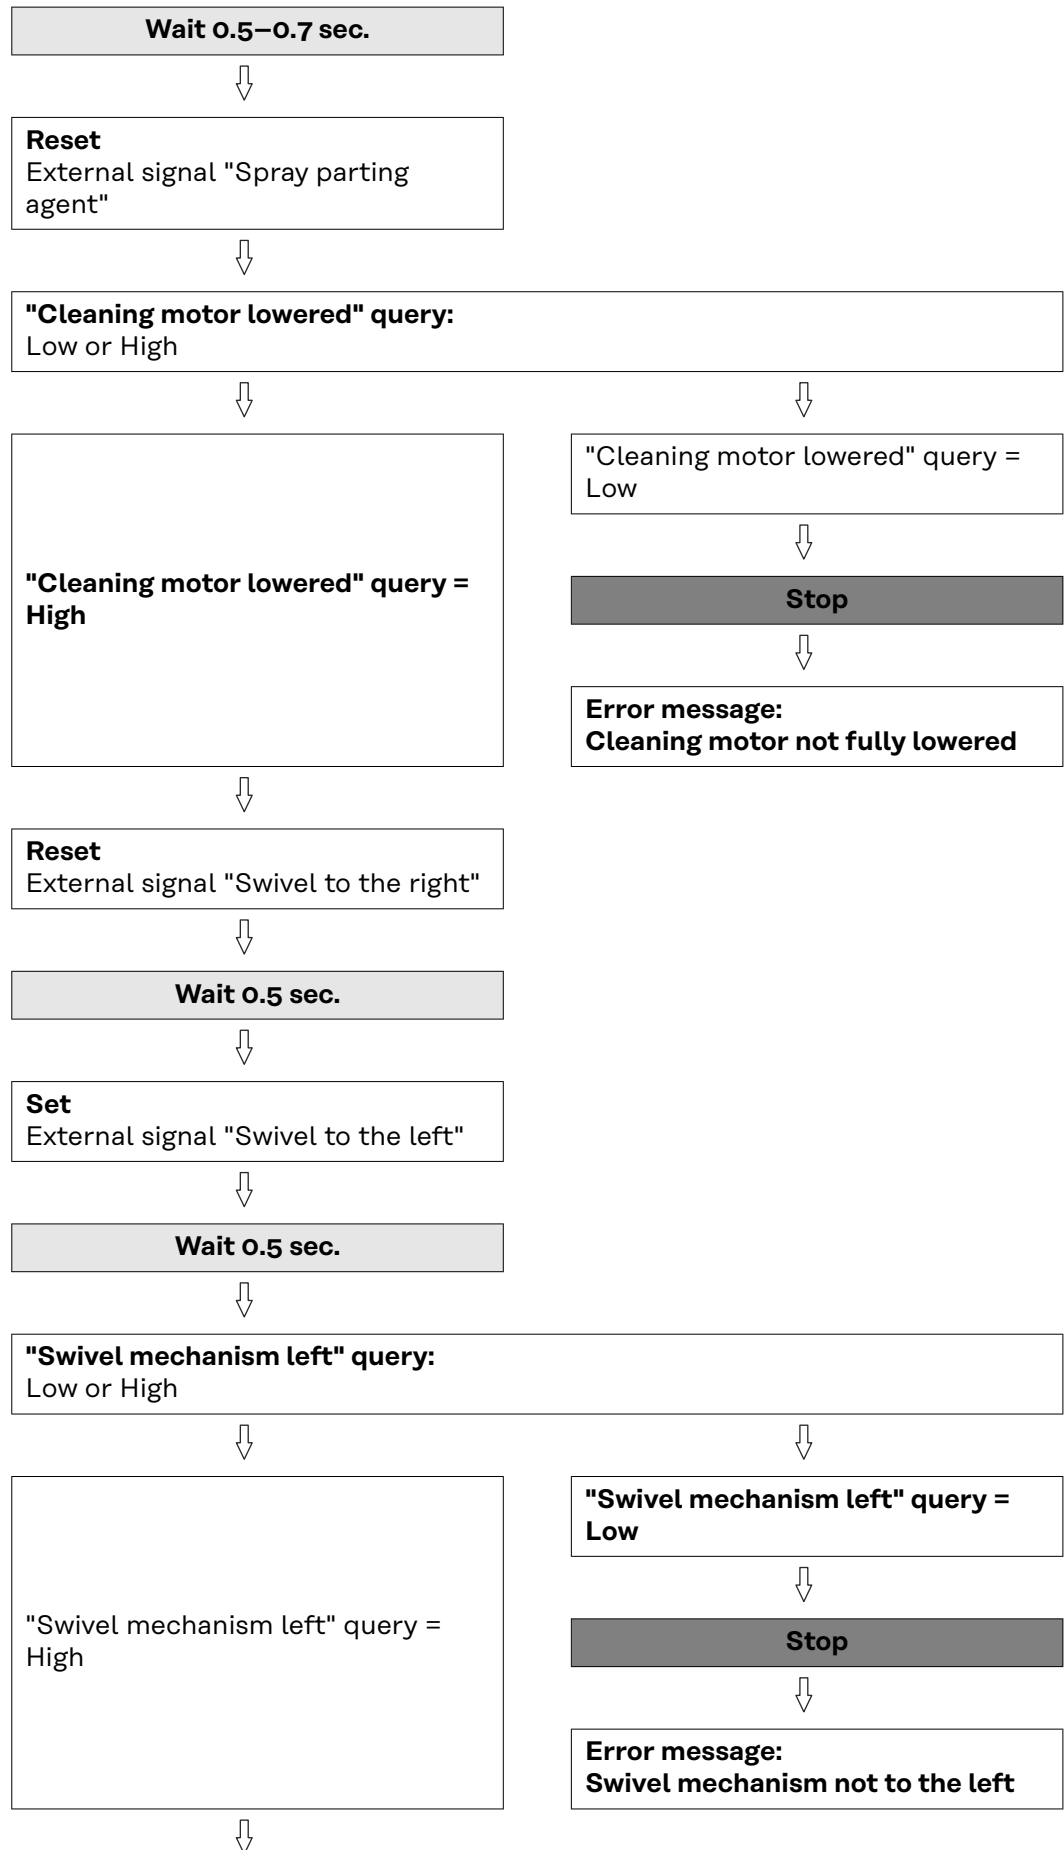 Wait 0.5–0.7 sec.
Reset
External signal "Spray parting
agent"
"Cleaning motor lowered" query:
Low or High
"Cleaning motor lowered" query =
High
"Cleaning motor lowered" query =
Low
Stop
Error message:
Cleaning motor not fully lowered
Reset
External signal "Swivel to the right"
Wait 0.5 sec.
Set
External signal "Swivel to the left"
Wait 0.5 sec.
"Swivel mechanism left" query:
Low or High
"Swivel mechanism left" query =
High
"Swivel mechanism left" query =
Low
Stop
Error message:
Swivel mechanism not to the left